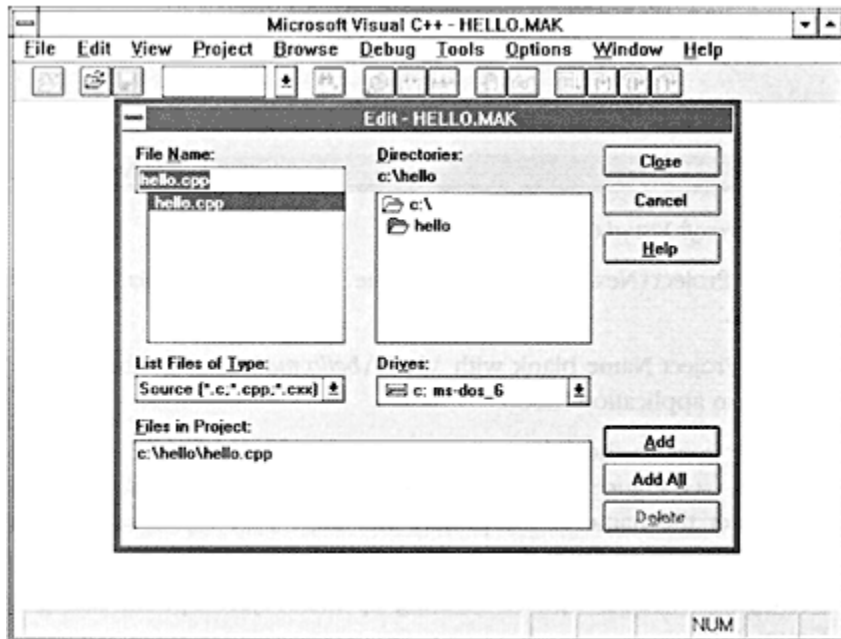 Microsoft Visual C++ - HELLO.MAK
File Edit View Project Browse Debug Tools Options Window Help
Edit - HELLO.MAK
File Name:
hello.cpp
hello.cpp
Directories:
c:\hello
c:\
hello
Close
Cancel
Help
List Files of Type:
Source (*.c;*.cpp;*.cxx)
Drives:
c: ms-dos_6
Files in Project:
c:\hello\hello.cpp
Add
Add All
Delete
NUM